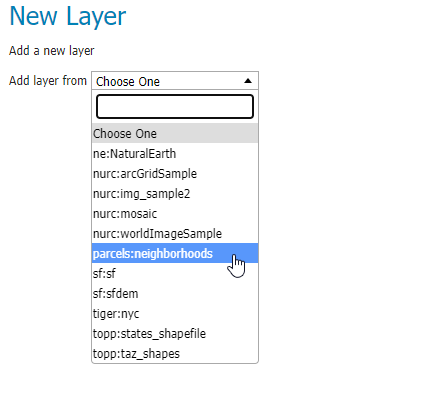 New Layer
Add a new layer
Add layer from Choose One
Choose One
ne:NaturalEarth
nurc:arcGridSample
nurc:img_sample2
nurc:mosaic
nurc:worldImageSample
parcels:neighborhoods
sf:sf
sf:sfdem
tiger:nyc
topp:states_shapefile
topp:taz_shapes